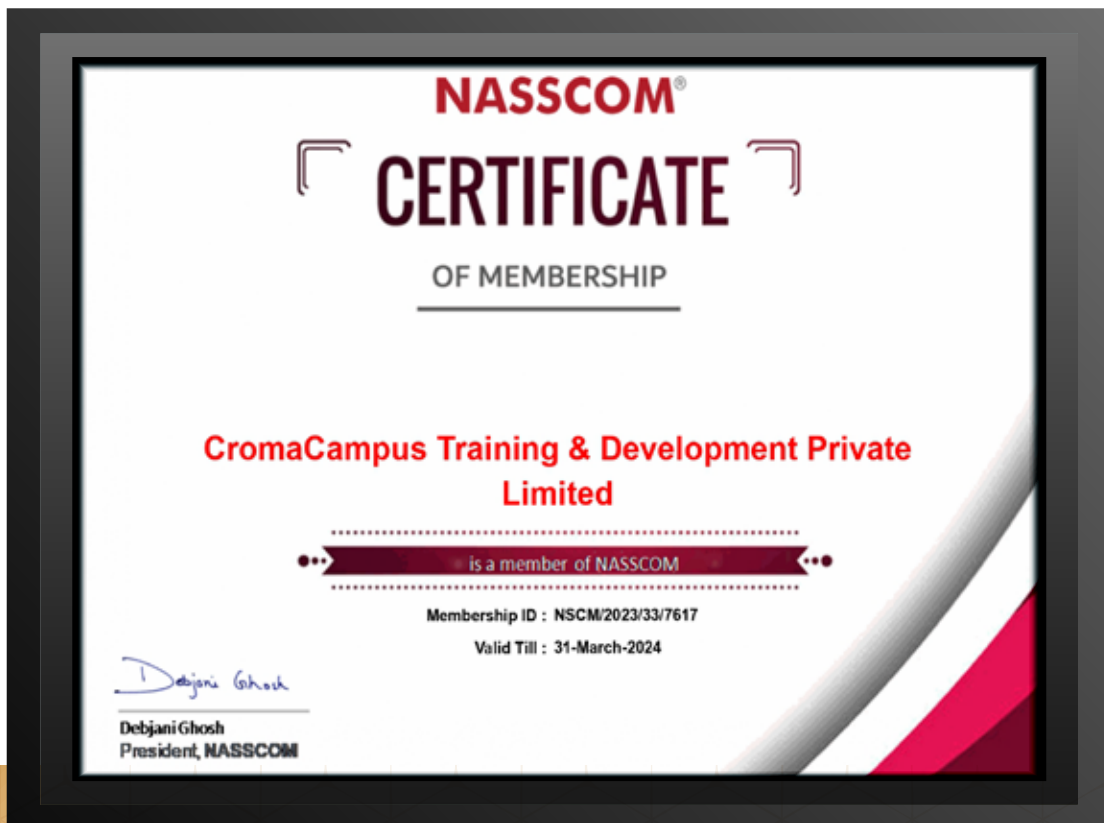 NASSCOM®
CERTIFICATE
OF MEMBERSHIP
CromaCampus Training & Development Private
Limited
is a member of NASSCOM
Membership ID : NSCM/2023/33/7617
Valid Till : 31-March-2024
Debjani Ghosh
Debjani Ghosh
President, NASSCOM